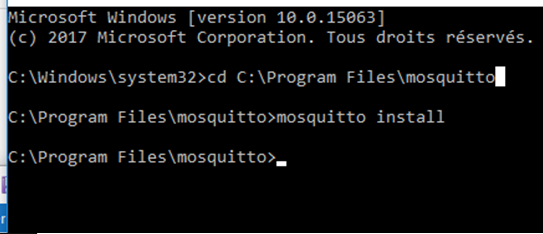 Microsoft Windows [version 10.0.15063]
(c) 2017 Microsoft Corporation. Tous droits réservés.
C:\Windows\system32>cd C:\Program Files\mosquitto
C:\Program Files\mosquitto>mosquitto install
C:\Program Files\mosquitto>